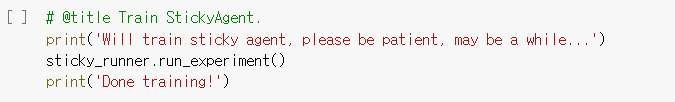 [ ] # @title Train StickyAgent.
print('Will train sticky agent, please be patient, may be a while...')
sticky_runner.run_experiment()
print('Done training!')